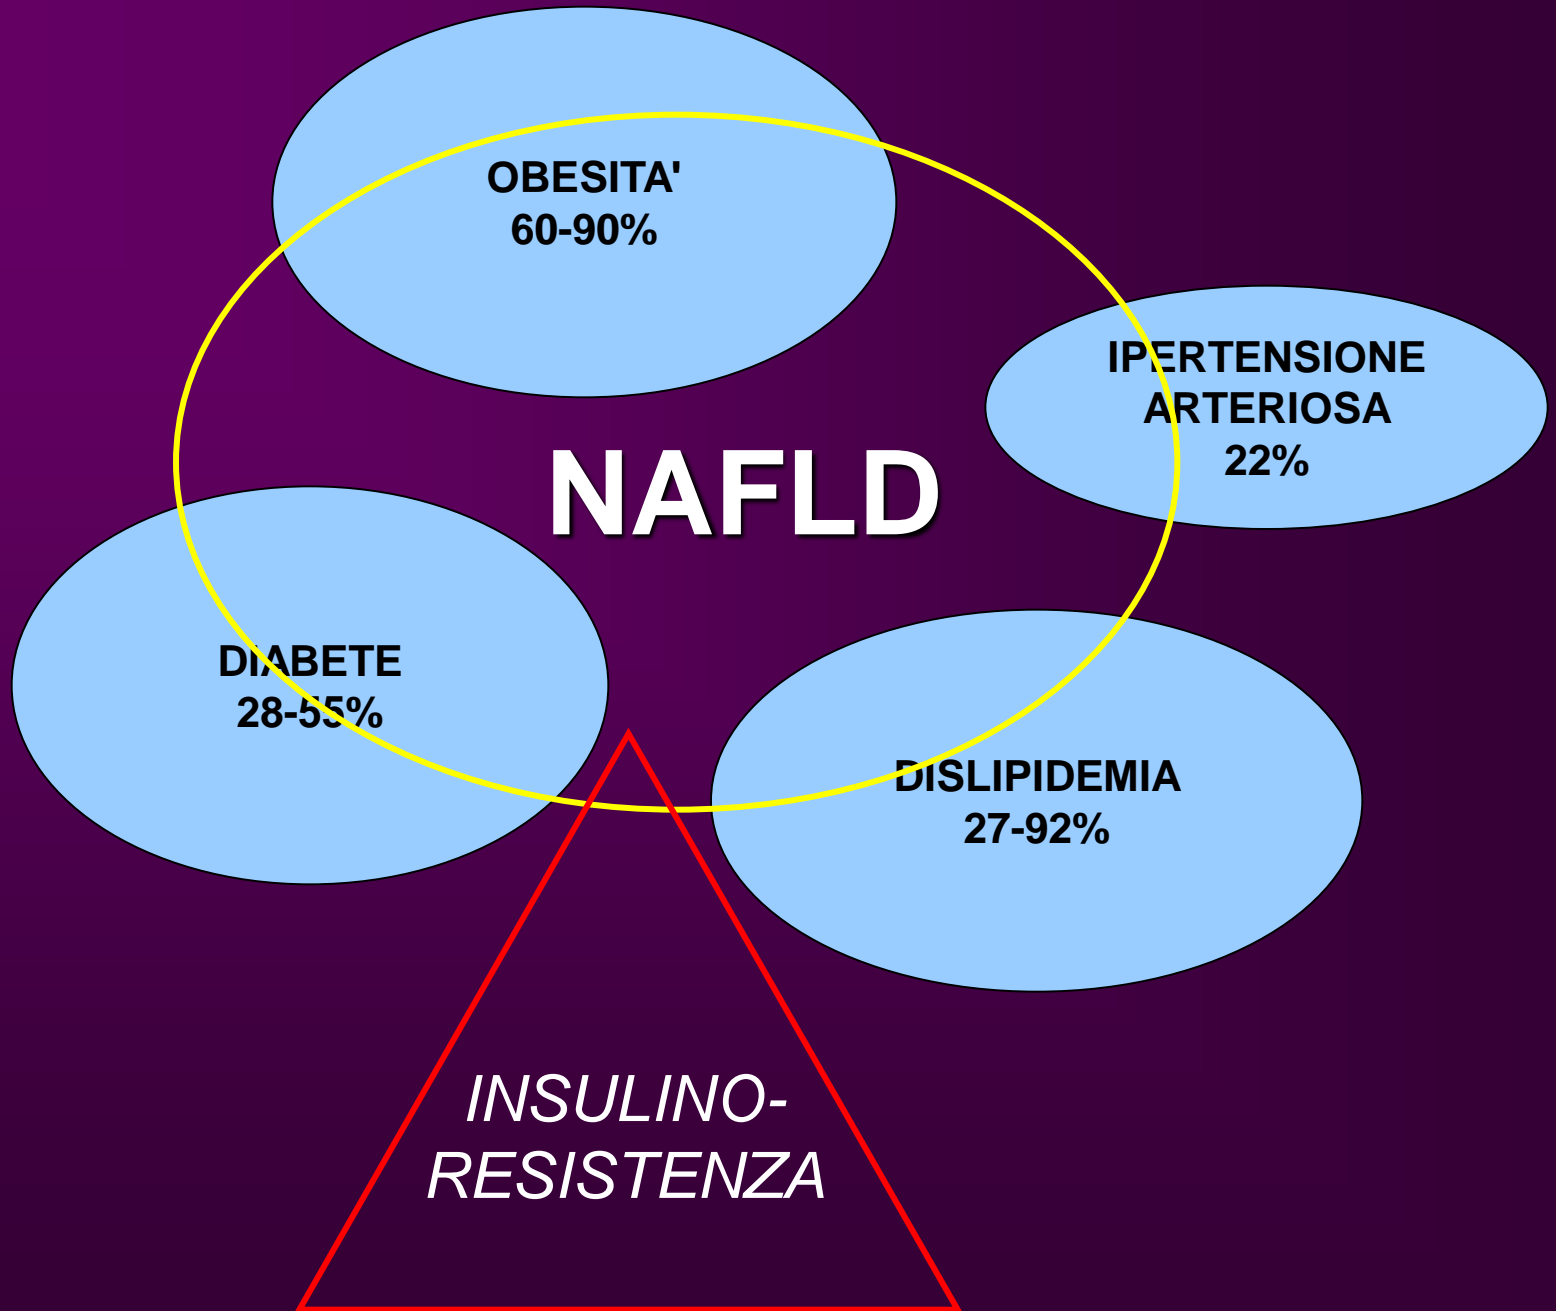 OBESITA'
60-90%
IPERTENSIONE
ARTERIOSA
22%
NAFLD
DIABETE
28-55%
DISLIPIDEMIA
27-92%
INSULINO-
RESISTENZA